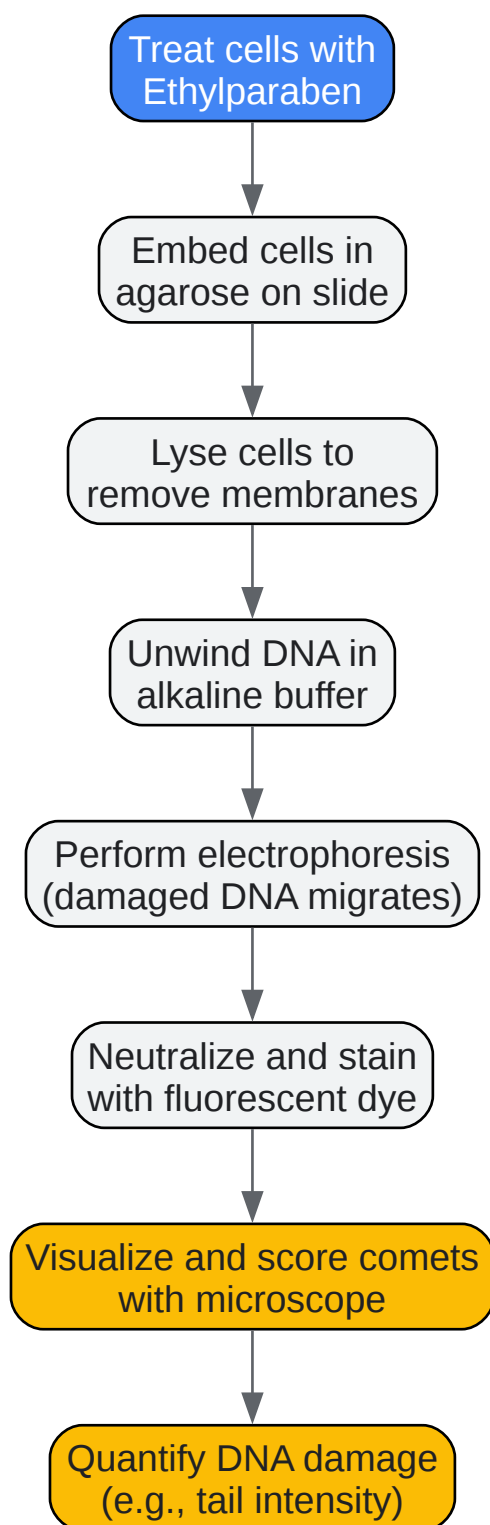 Treat cells with
Ethylparaben
Embed cells in
agarose on slide
Lyse cells to
remove membranes
Unwind DNA in
alkaline buffer
Perform electrophoresis
(damaged DNA migrates)
Neutralize and stain
with fluorescent dye
Visualize and score comets
with microscope
Quantify DNA damage
(e.g., tail intensity)